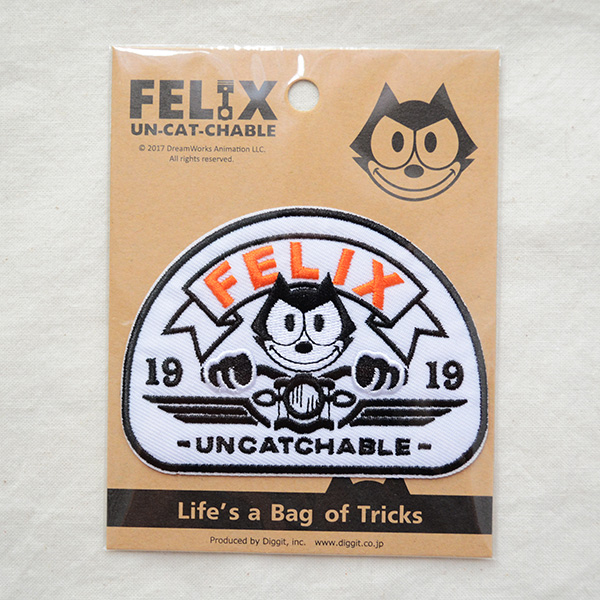 FELIX
UN-CAT-CHABLE
© 2017 DreamWorks Animation LLC.
All rights reserved.
FELIX
19 19
-UNCATCHABLE-
Life's a Bag of Tricks
Produced by Diggit, inc. www.diggit.co.jp